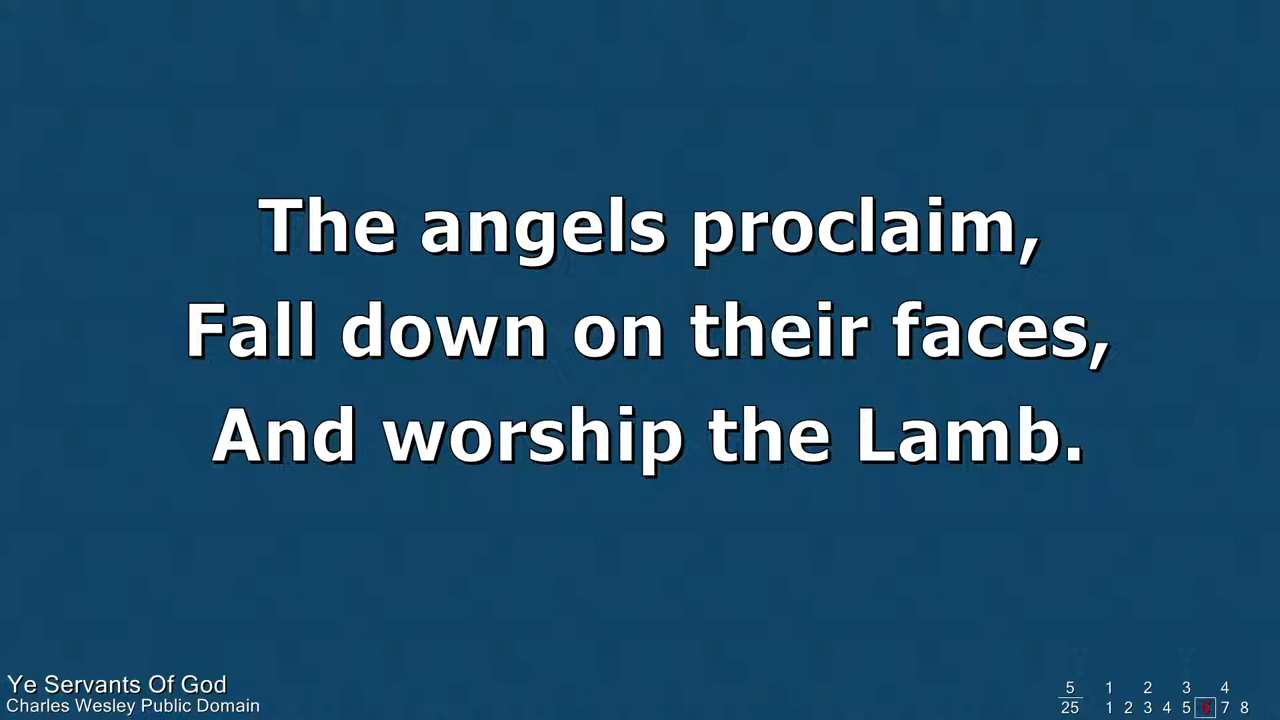 The angels proclaim,
Fall down on their faces,
And worship the Lamb.
Ye Servants Of God
Charles Wesley Public Domain
5 1 2 3 4
25 1 2 3 4 5 6 7 8